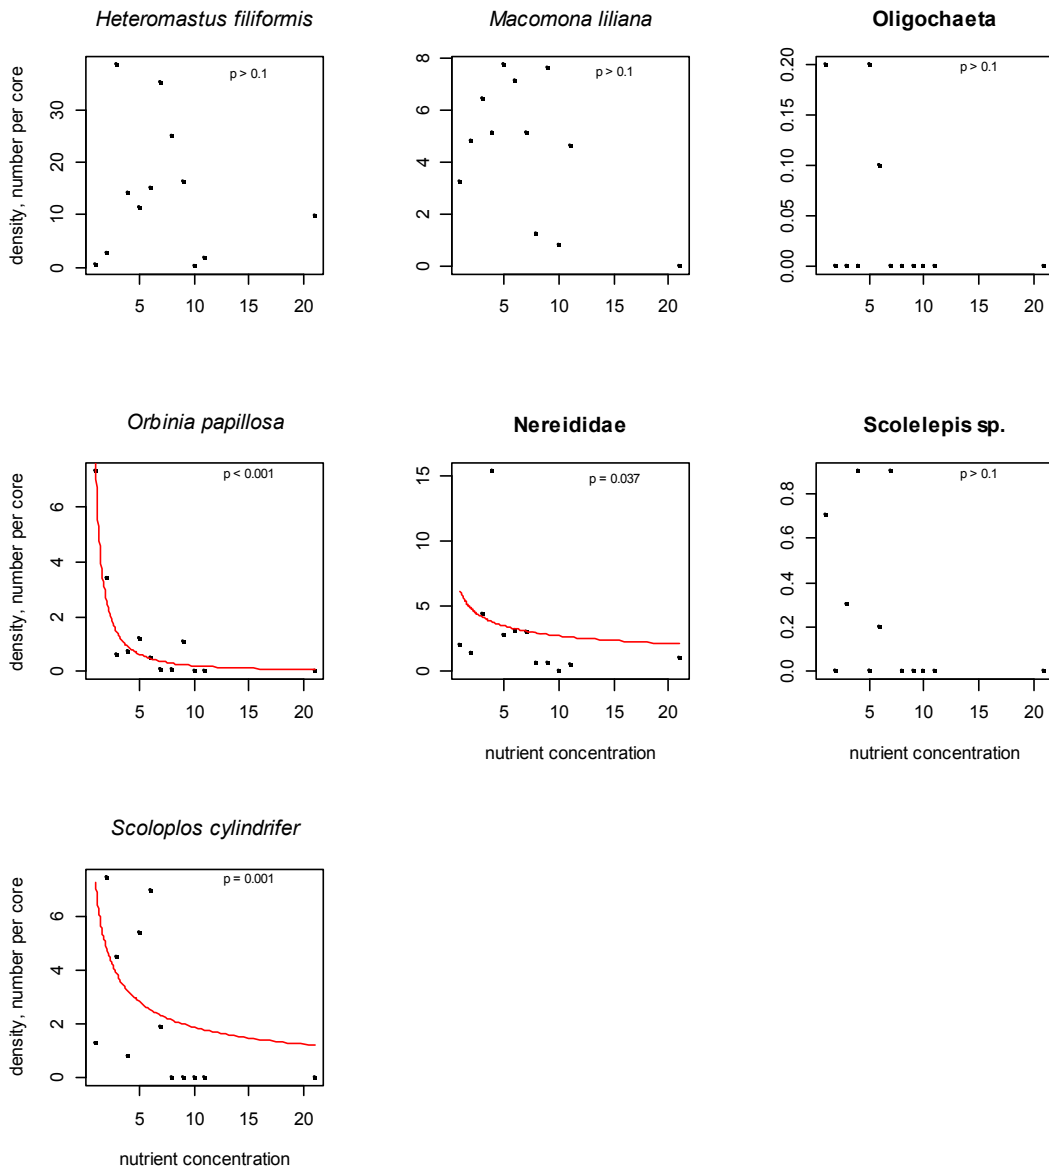 Heteromastus filiformis
Macomona liliana
Oligochaeta
density, number per core
0 10 20 30
p > 0.1
5 10 15 20
0 2 4 6 8
p > 0.1
5 10 15 20
0.00 0.05 0.10 0.15 0.20
p > 0.1
5 10 15 20
Orbinia papillosa
Nereididae
Scolelepis sp.
density, number per core
0 2 4 6
p < 0.001
5 10 15 20
0 5 10 15
p = 0.037
5 10 15 20
nutrient concentration
0.0 0.2 0.4 0.6 0.8
p > 0.1
5 10 15 20
nutrient concentration
Scoloplos cylindrifer
density, number per core
0 2 4 6
p = 0.001
5 10 15 20
nutrient concentration